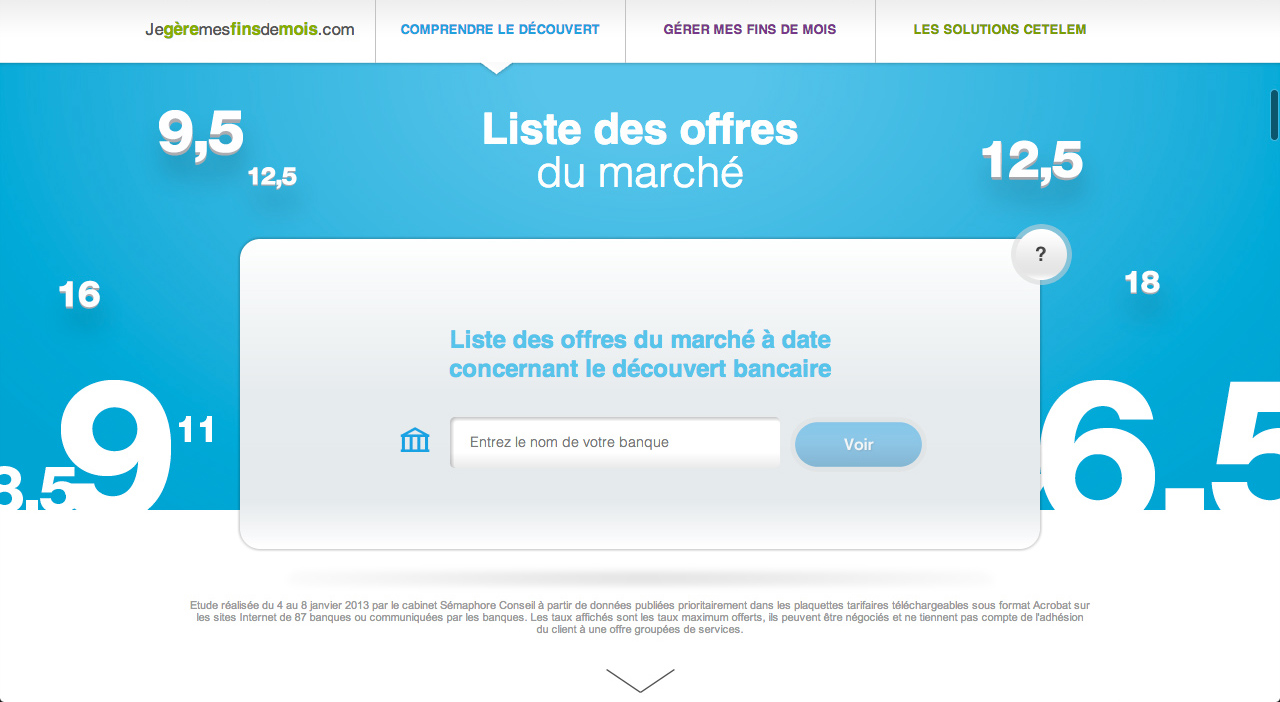 Jegèremesfinsdemois.com
COMPRENDRE LE DÉCOUVERT
GÉRER MES FINS DE MOIS
LES SOLUTIONS CETELEM
9,5
12,5
Liste des offres
du marché
12,5
?
16
18
Liste des offres du marché à date
concernant le découvert bancaire
9
11
Entrez le nom de votre banque
Voir
3,5
6.5
Etude réalisée du 4 au 8 janvier 2013 par le cabinet Sémaphore Conseil à partir de données publiées prioritairement dans les plaquettes tarifaires téléchargeables sous format Acrobat sur
les sites Internet de 87 banques ou communiquées par les banques. Les taux affichés sont les taux maximum offerts, ils peuvent être négociés et ne tiennent pas compte de l'adhésion
du client à une offre groupées de services.